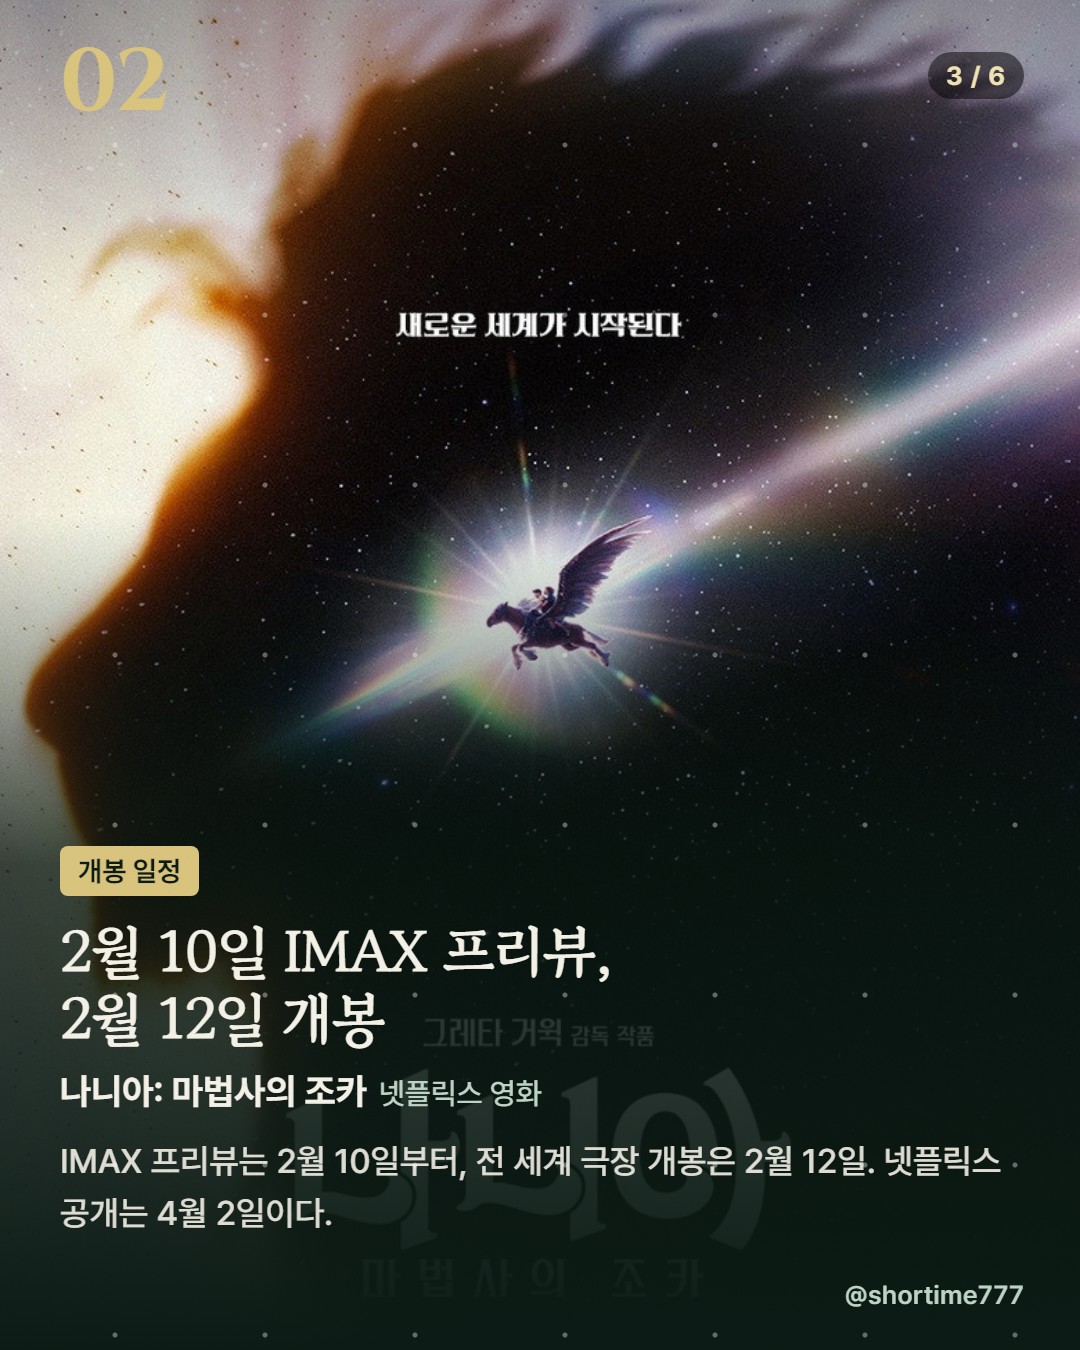 02
3 / 6
새로운 세계가 시작된다
개봉 일정
2월 10일 IMAX 프리뷰,
2월 12일 개봉
그레타 거윅 감독 작품
나니아: 마법사의 조카 넷플릭스 영화
나니아
IMAX 프리뷰는 2월 10일부터, 전 세계 극장 개봉은 2월 12일. 넷플릭스
공개는 4월 2일이다.
마법사의 조카
@shortime777